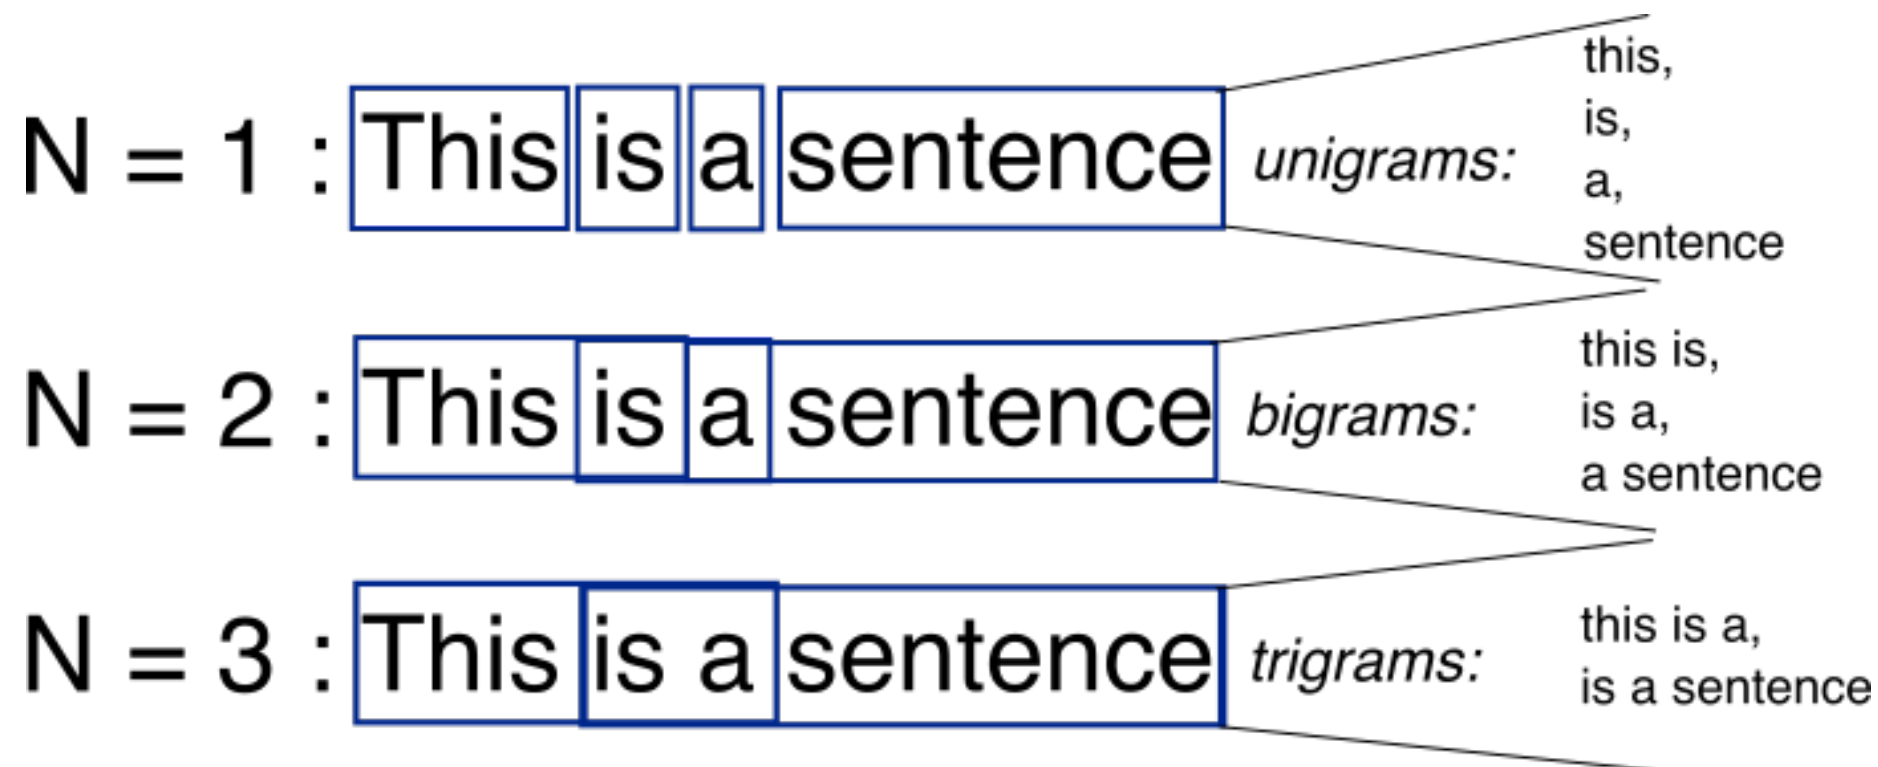 N = 1 : This is a sentence unigrams:
this,
is,
a,
sentence
N = 2 : This is a sentence bigrams:
this is,
is a,
a sentence
N = 3 : This is a sentence trigrams:
this is a,
is a sentence